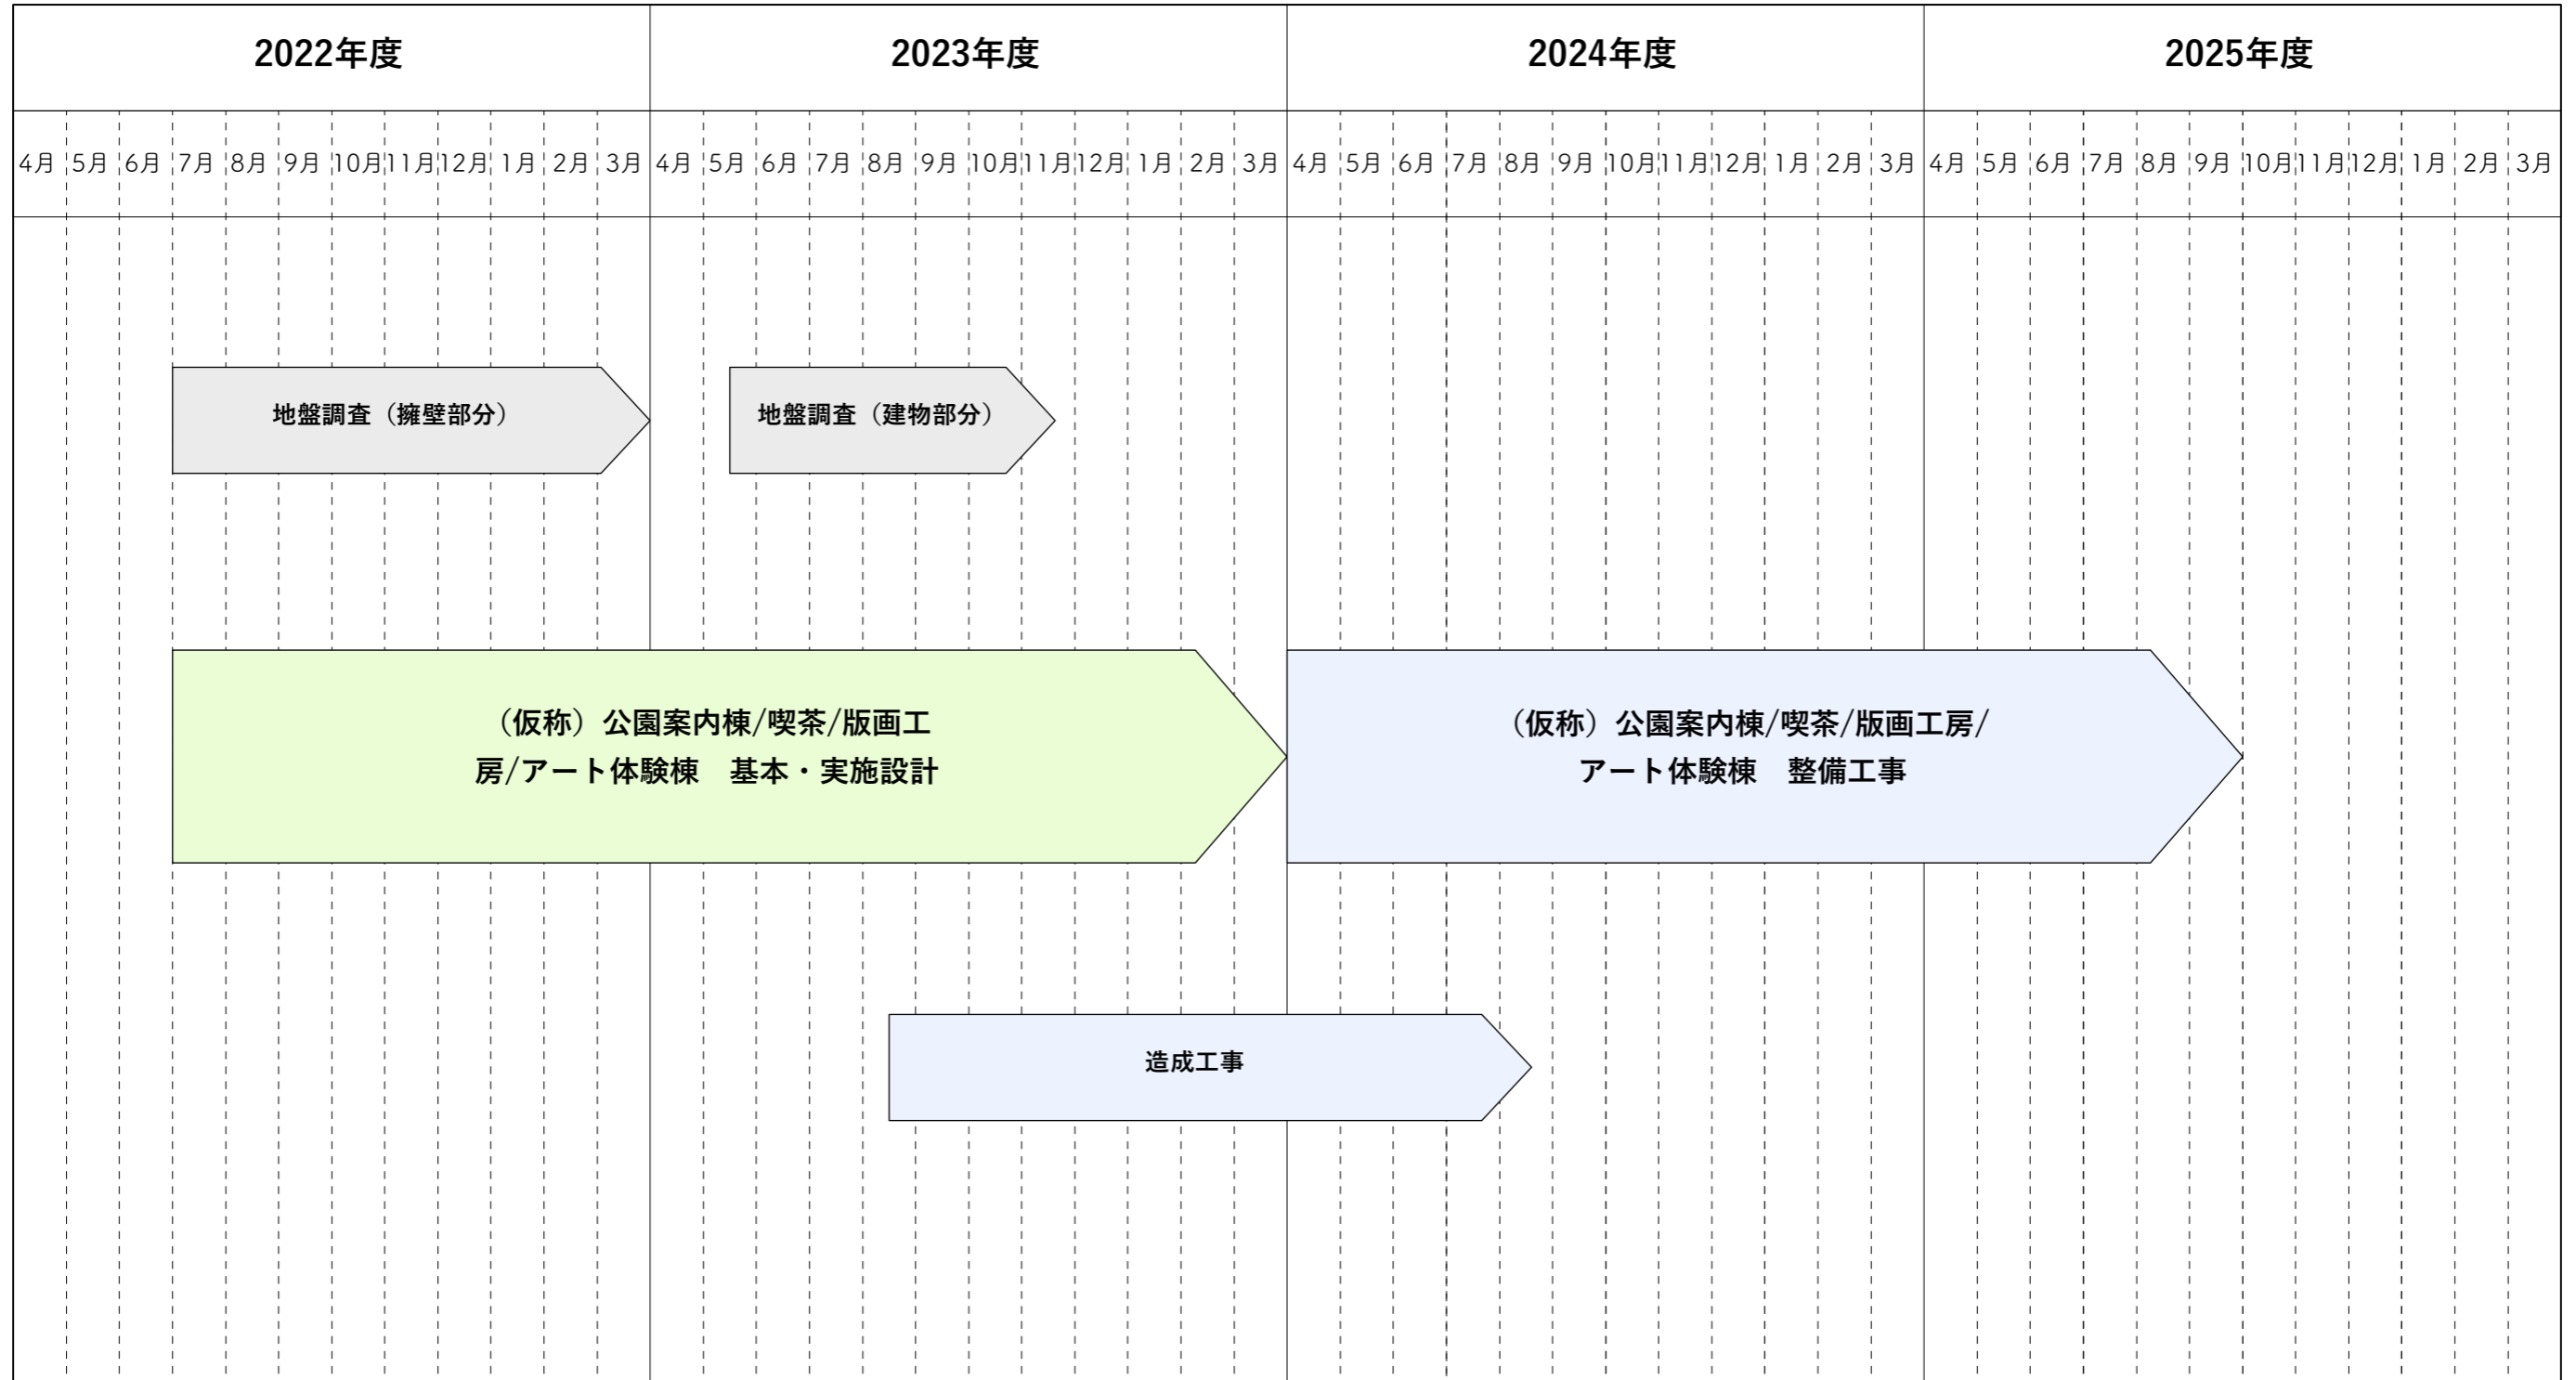 2022年度 2023年度 2024年度 2025年度
4月 5月 6月 7月 8月 9月 10月 11月 12月 1月 2月 3月 4月 5月 6月 7月 8月 9月 10月 11月 12月 1月 2月 3月 4月 5月 6月 7月 8月 9月 10月 11月 12月 1月 2月 3月 4月 5月 6月 7月 8月 9月 10月 11月 12月 1月 2月 3月
地盤調査（擁壁部分）
地盤調査（建物部分）
（仮称）公園案内棟/喫茶/版画工
房/アート体験棟　基本・実施設計
（仮称）公園案内棟/喫茶/版画工房/
アート体験棟　整備工事
造成工事